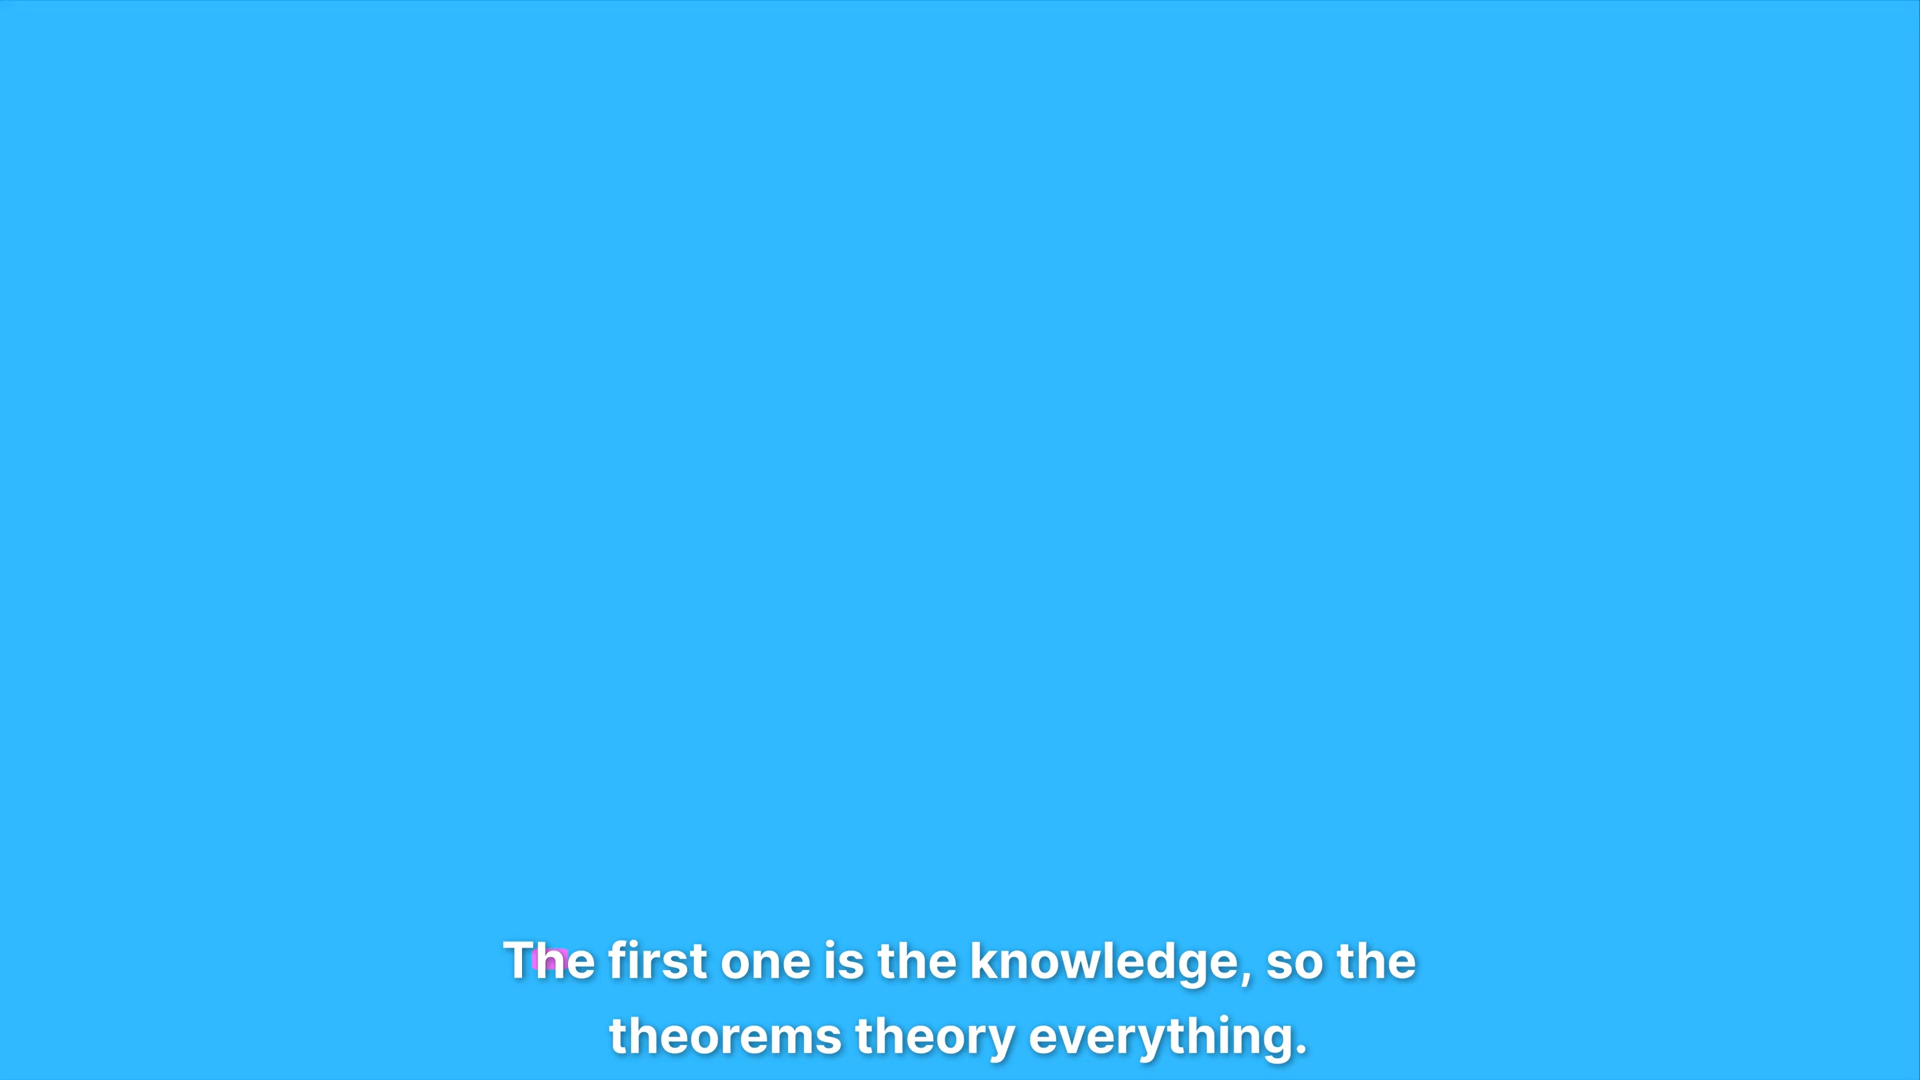 The first one is the knowledge, so the
theorems theory everything.